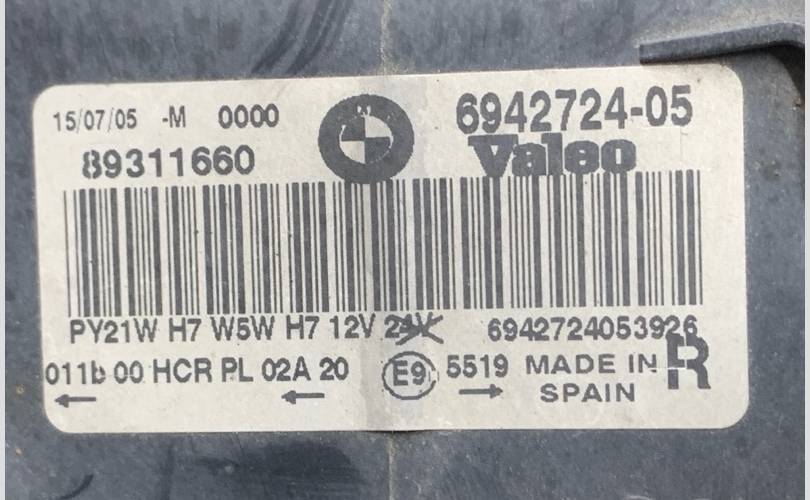 15/07/05 -M 0000
6942724-05
89311660
Valeo
PY21W H7 W5W H7 12V 24V
6942724053926
011b 00 HCR PL 02A 20
E9 5519 MADE IN
SPAIN
R